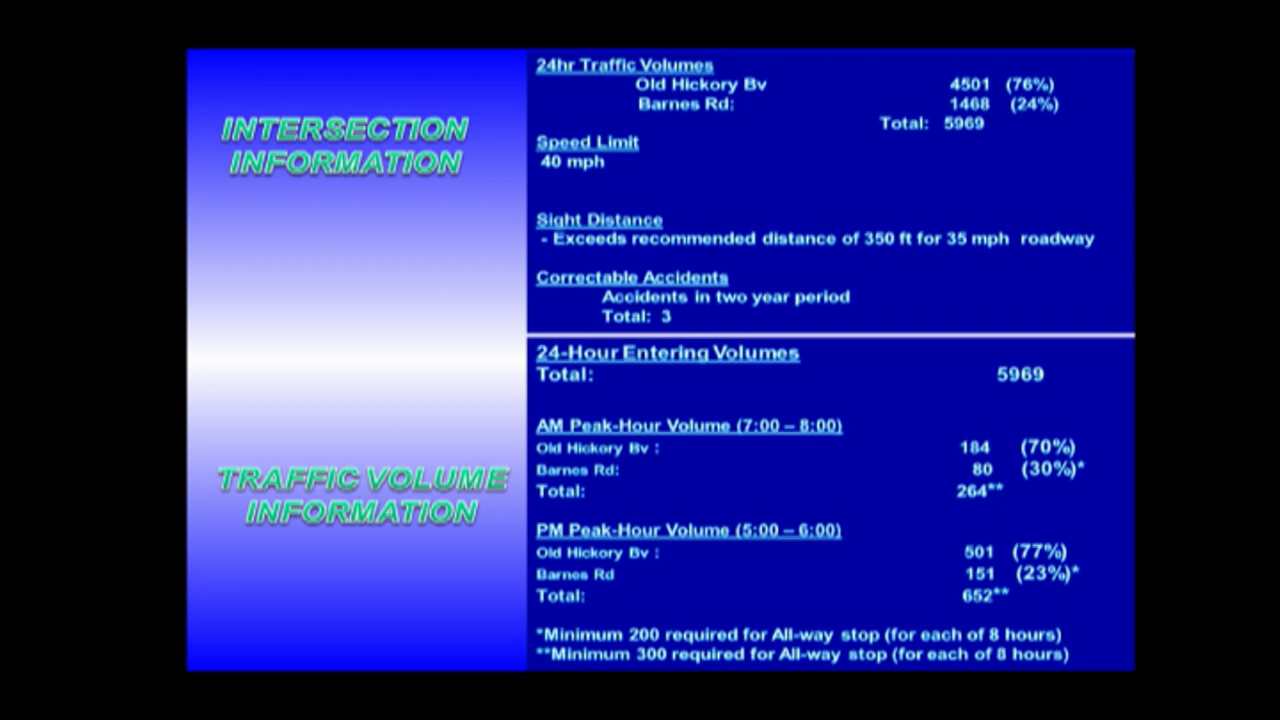 INTERSECTION
INFORMATION
24hr Traffic Volumes
Old Hickory Bv 4501 (76%)
Barnes Rd: 1468 (24%)
Total: 5969
Speed Limit
40 mph
Sight Distance
- Exceeds recommended distance of 350 ft for 35 mph roadway
Correctable Accidents
Accidents in two year period
Total: 3
TRAFFIC VOLUME
INFORMATION
24-Hour Entering Volumes
Total: 5969
AM Peak-Hour Volume (7:00 – 8:00)
Old Hickory Bv : 184 (70%)
Barnes Rd: 80 (30%)*
Total: 264**
PM Peak-Hour Volume (5:00 – 6:00)
Old Hickory Bv : 501 (77%)
Barnes Rd 151 (23%)*
Total: 652**
*Minimum 200 required for All-way stop (for each of 8 hours)
**Minimum 300 required for All-way stop (for each of 8 hours)